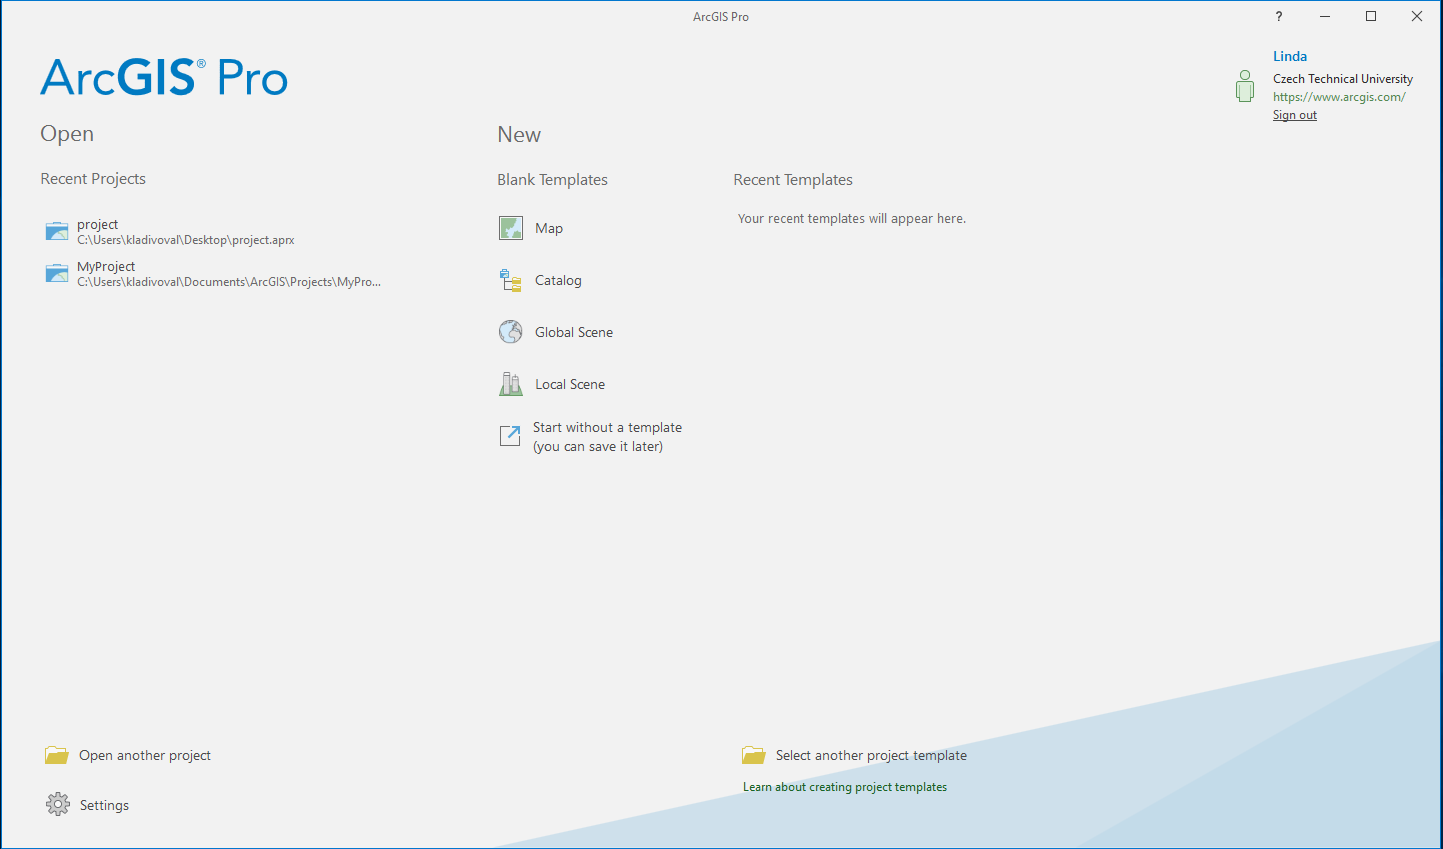 ArcGIS Pro
?
ArcGIS® Pro
Linda
Czech Technical University
https://www.arcgis.com/
Sign out
Open
Recent Projects
project
C:\Users\kladivoval\Desktop\project.aprx
MyProject
C:\Users\kladivoval\Documents\ArcGIS\Projects\MyPro...
New
Blank Templates
Map
Catalog
Global Scene
Local Scene
Start without a template
(you can save it later)
Recent Templates
Your recent templates will appear here.
Open another project
Settings
Select another project template
Learn about creating project templates